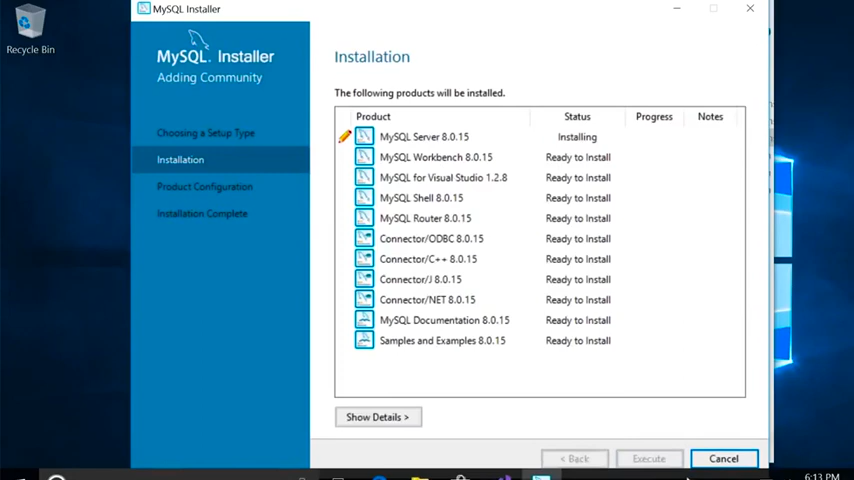 MySQL Installer
Recycle Bin
MySQL. Installer
Adding Community
Choosing a Setup Type
Installation
Product Configuration
Installation Complete
Installation
The following products will be installed.
Product Status Progress Notes
MySQL Server 8.0.15 Installing
MySQL Workbench 8.0.15 Ready to Install
MySQL for Visual Studio 1.2.8 Ready to Install
MySQL Shell 8.0.15 Ready to Install
MySQL Router 8.0.15 Ready to Install
Connector/ODBC 8.0.15 Ready to Install
Connector/C++ 8.0.15 Ready to Install
Connector/J 8.0.15 Ready to Install
Connector/NET 8.0.15 Ready to Install
MySQL Documentation 8.0.15 Ready to Install
Samples and Examples 8.0.15 Ready to Install
Show Details >
< Back Execute Cancel
6:13 PM